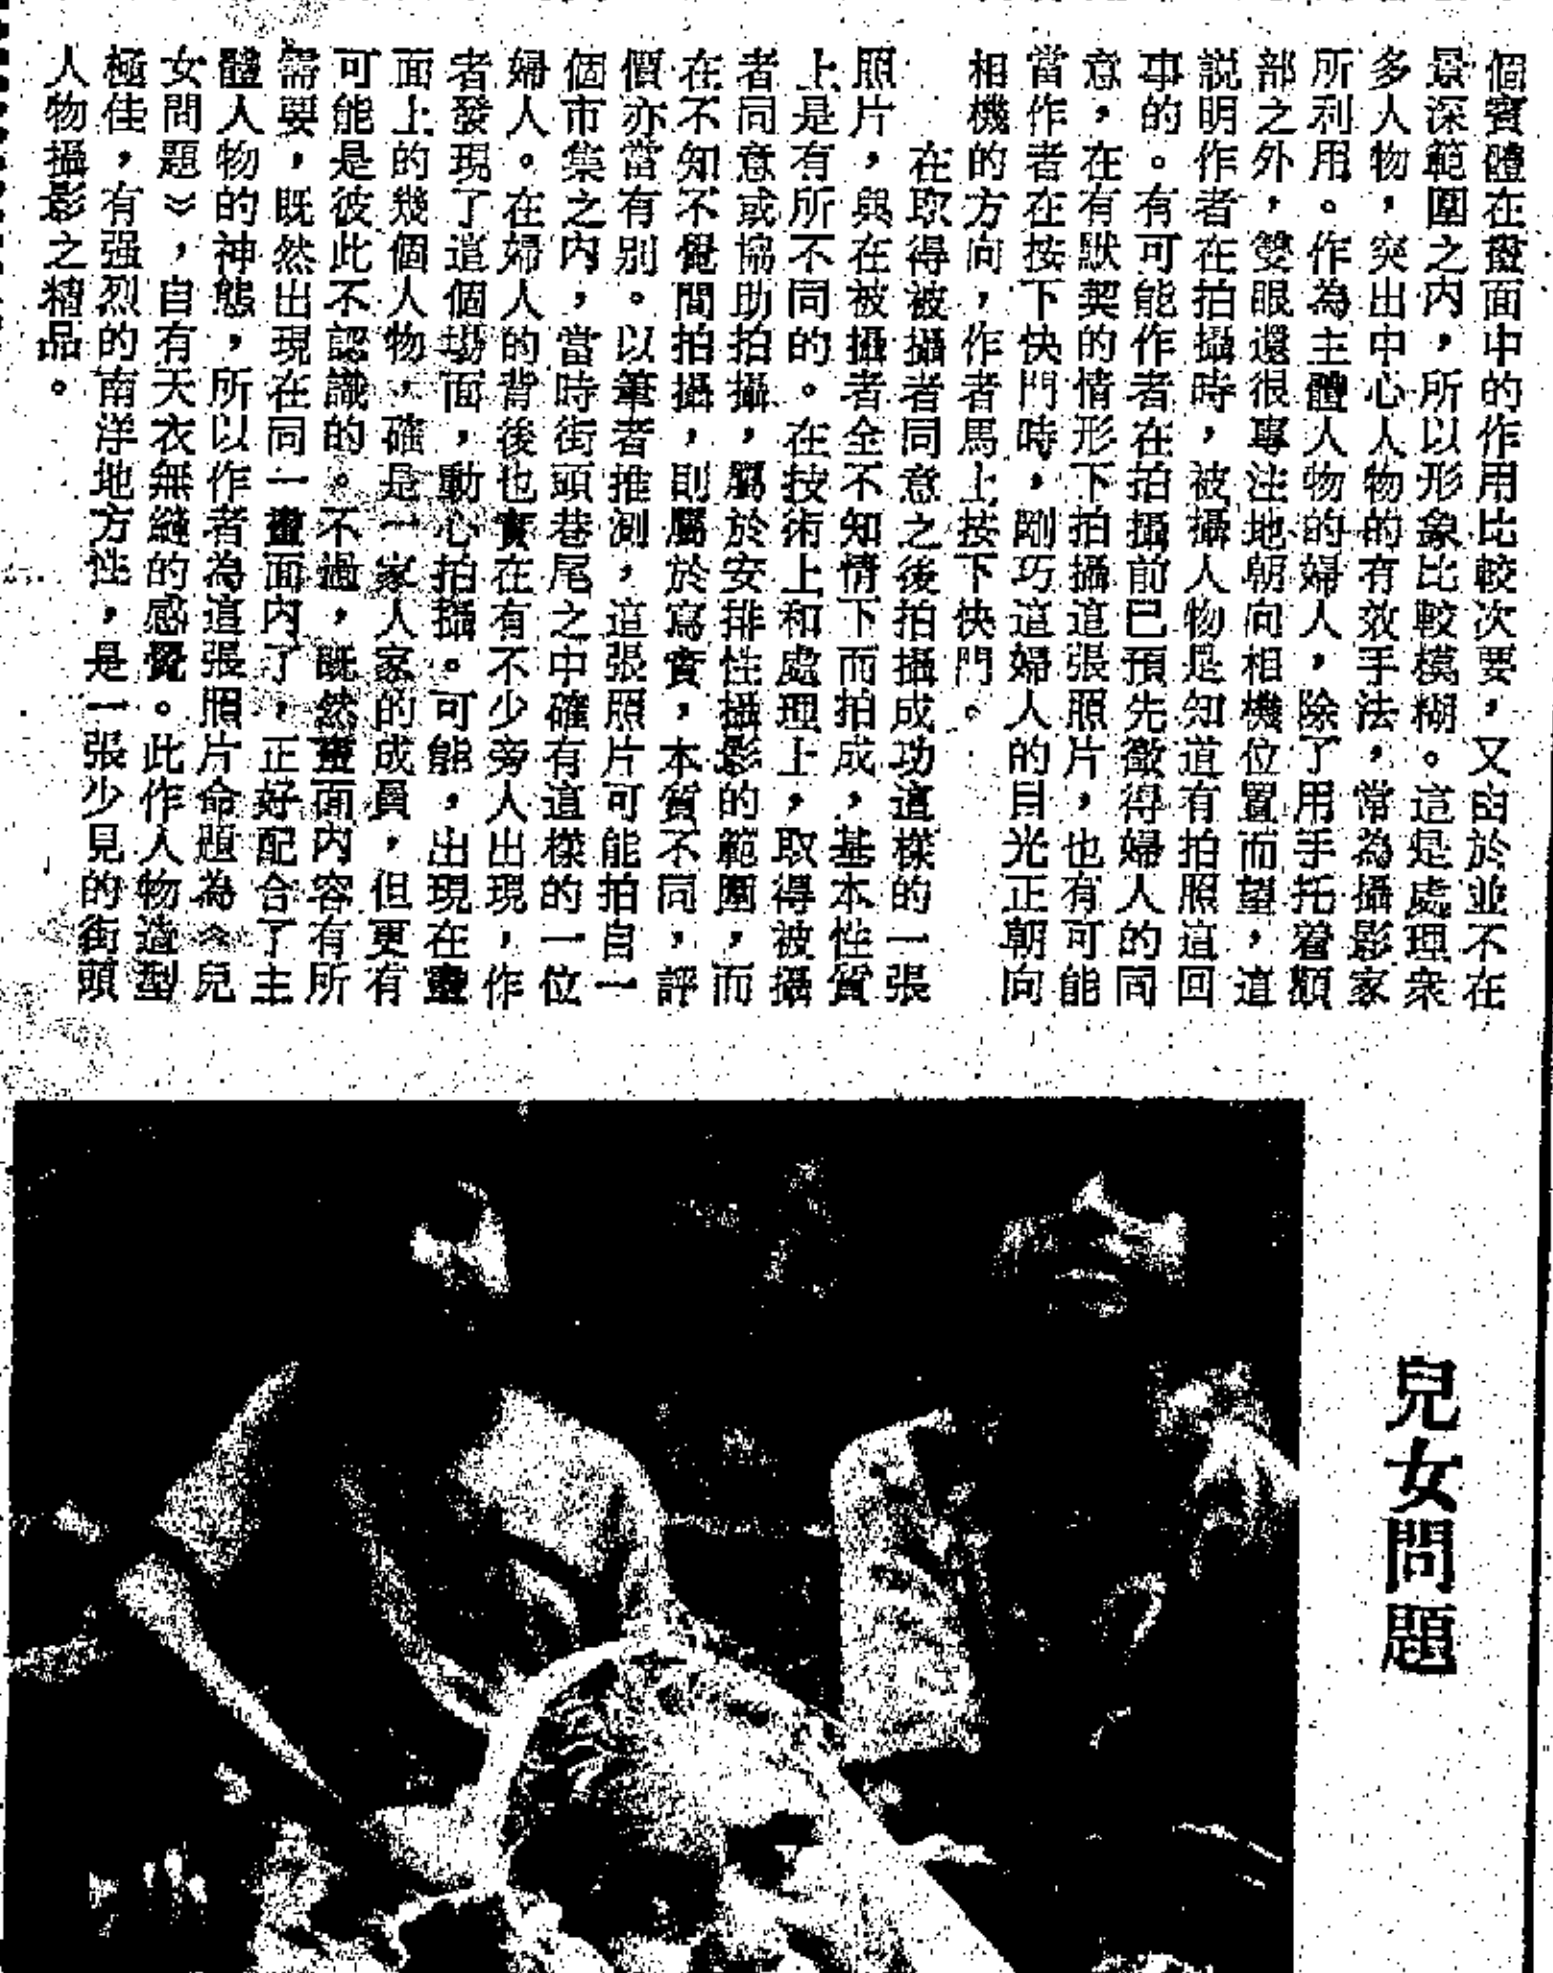 個賓體在畫面中的作用比較次要，又由於並不在
景深範圍之內，所以形象比較模糊。這是處理衆
多人物，突出中心人物的有效手法，常為攝影家
所利用。作為主體人物的婦人，除了用手托着額
部之外，雙眼還很專注地朝向相機位置而望，這
説明作者在拍攝時，被攝人物是知道有拍照這回
事的。有可能作者在拍攝前已預先徵得婦人的同
意，在有默契的情形下拍攝這張照片，也有可能
當作者在按下快門時，剛巧這婦人的目光正朝向
相機的方向，作者馬上按下快門。
在取得被攝者同意之後拍攝成功這樣的一張
照片，與在被攝者全不知情下而拍成，基本性質
上是有所不同的。在技術上和處理上，取得被攝
者同意或協助拍攝，屬於安排性攝影的範圍，而
在不知不覺間拍攝，則屬於寫實，本質不同，評
價亦當有别。以筆者推測，這張照片可能拍自一
個市集之内，當時街頭巷尾之中確有這樣的一位
婦人。在婦人的背後也實在有不少旁人出現，作
者發現了這個場面，動心拍攝。可能，出現在畫
面上的幾個人物，確是一家人家的成員，但更有
可能是彼此不認識的。不過，既然畫面内容有所
需要，既然出現在同一畫面内了，正好配合了主
體人物的神態，所以作者為這張照片命題為《兒
女問題》，自有天衣無縫的感覺。此作人物造型
極佳，有强烈的南洋地方性，是一張少見的街頭
人物攝影之精品。
兒女問題